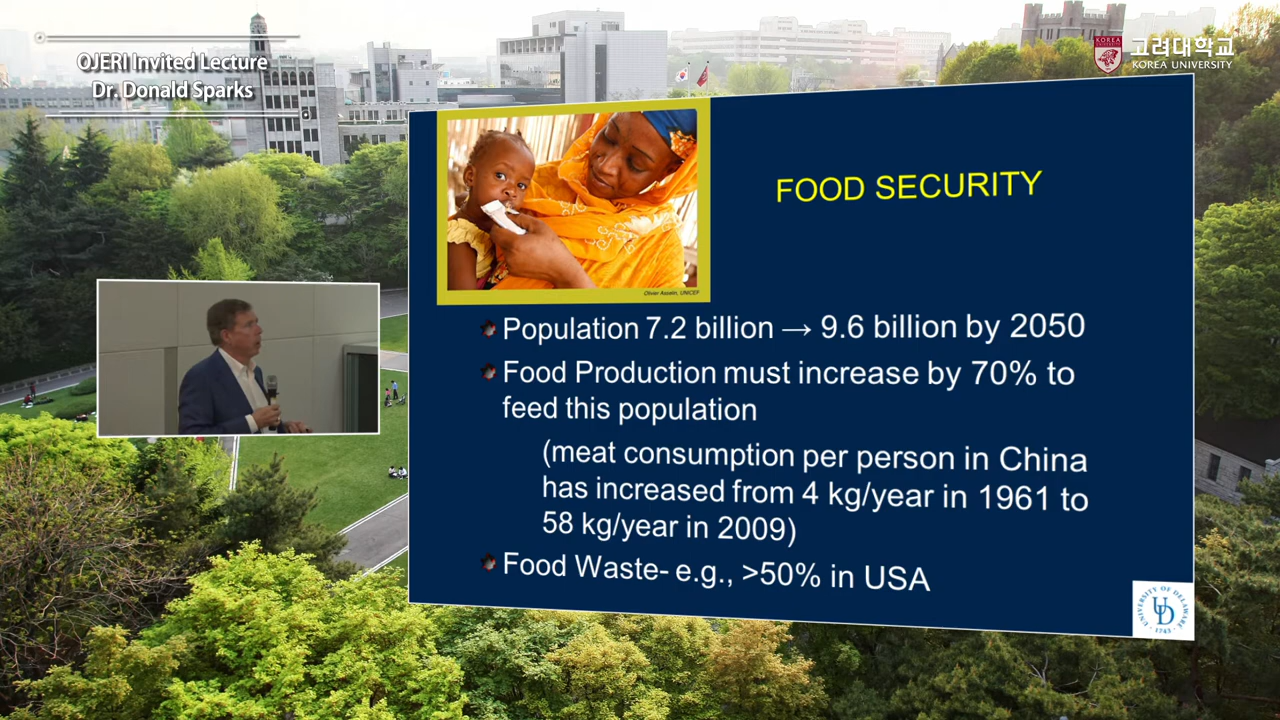 OJERI Invited Lecture
Dr. Donald Sparks
KOREA
UNIVERSITY
고려대학교
KOREA UNIVERSITY
Olivier Asselin, UNICEF
FOOD SECURITY
Population 7.2 billion → 9.6 billion by 2050
Food Production must increase by 70% to
feed this population
(meat consumption per person in China
has increased from 4 kg/year in 1961 to
58 kg/year in 2009)
Food Waste- e.g., >50% in USA
UNIVERSITY OF DELAWARE
UD
1743